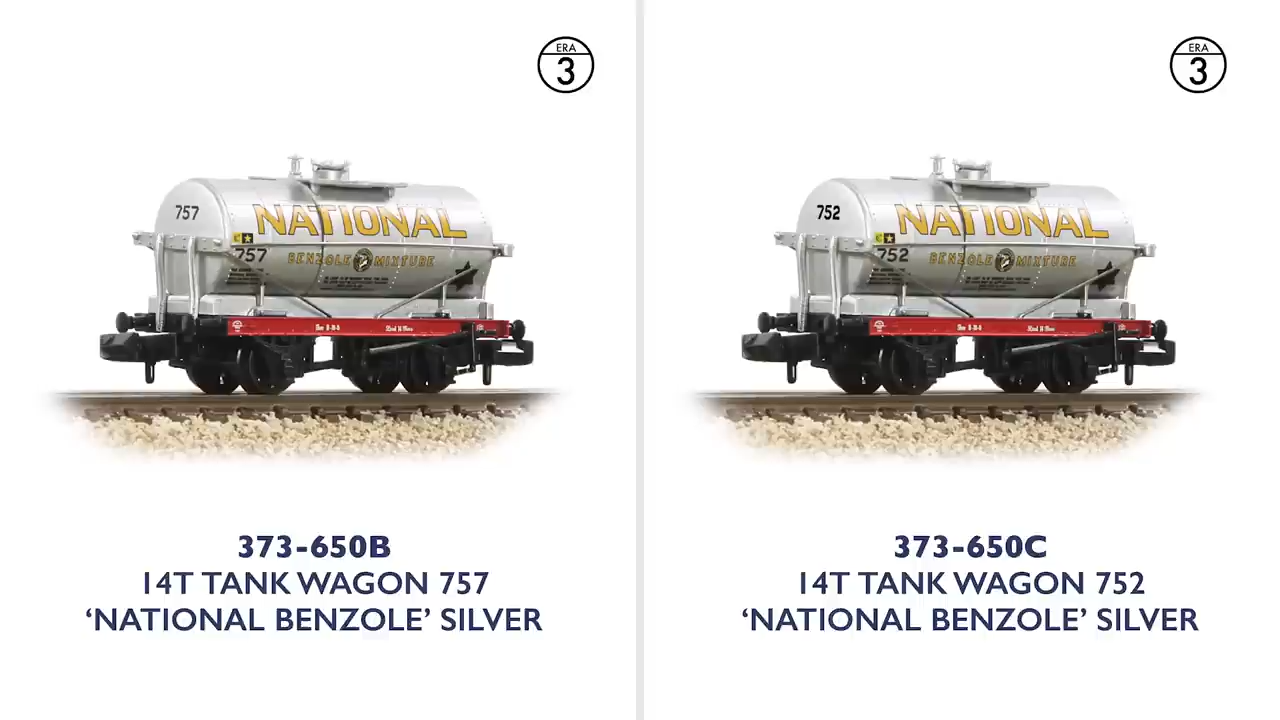 ERA
3
757
NATIONAL
757
BENZOLE MIXTURE
373-650B
14T TANK WAGON 757
‘NATIONAL BENZOLE’ SILVER
ERA
3
752
NATIONAL
752
BENZOLE MIXTURE
373-650C
14T TANK WAGON 752
‘NATIONAL BENZOLE’ SILVER